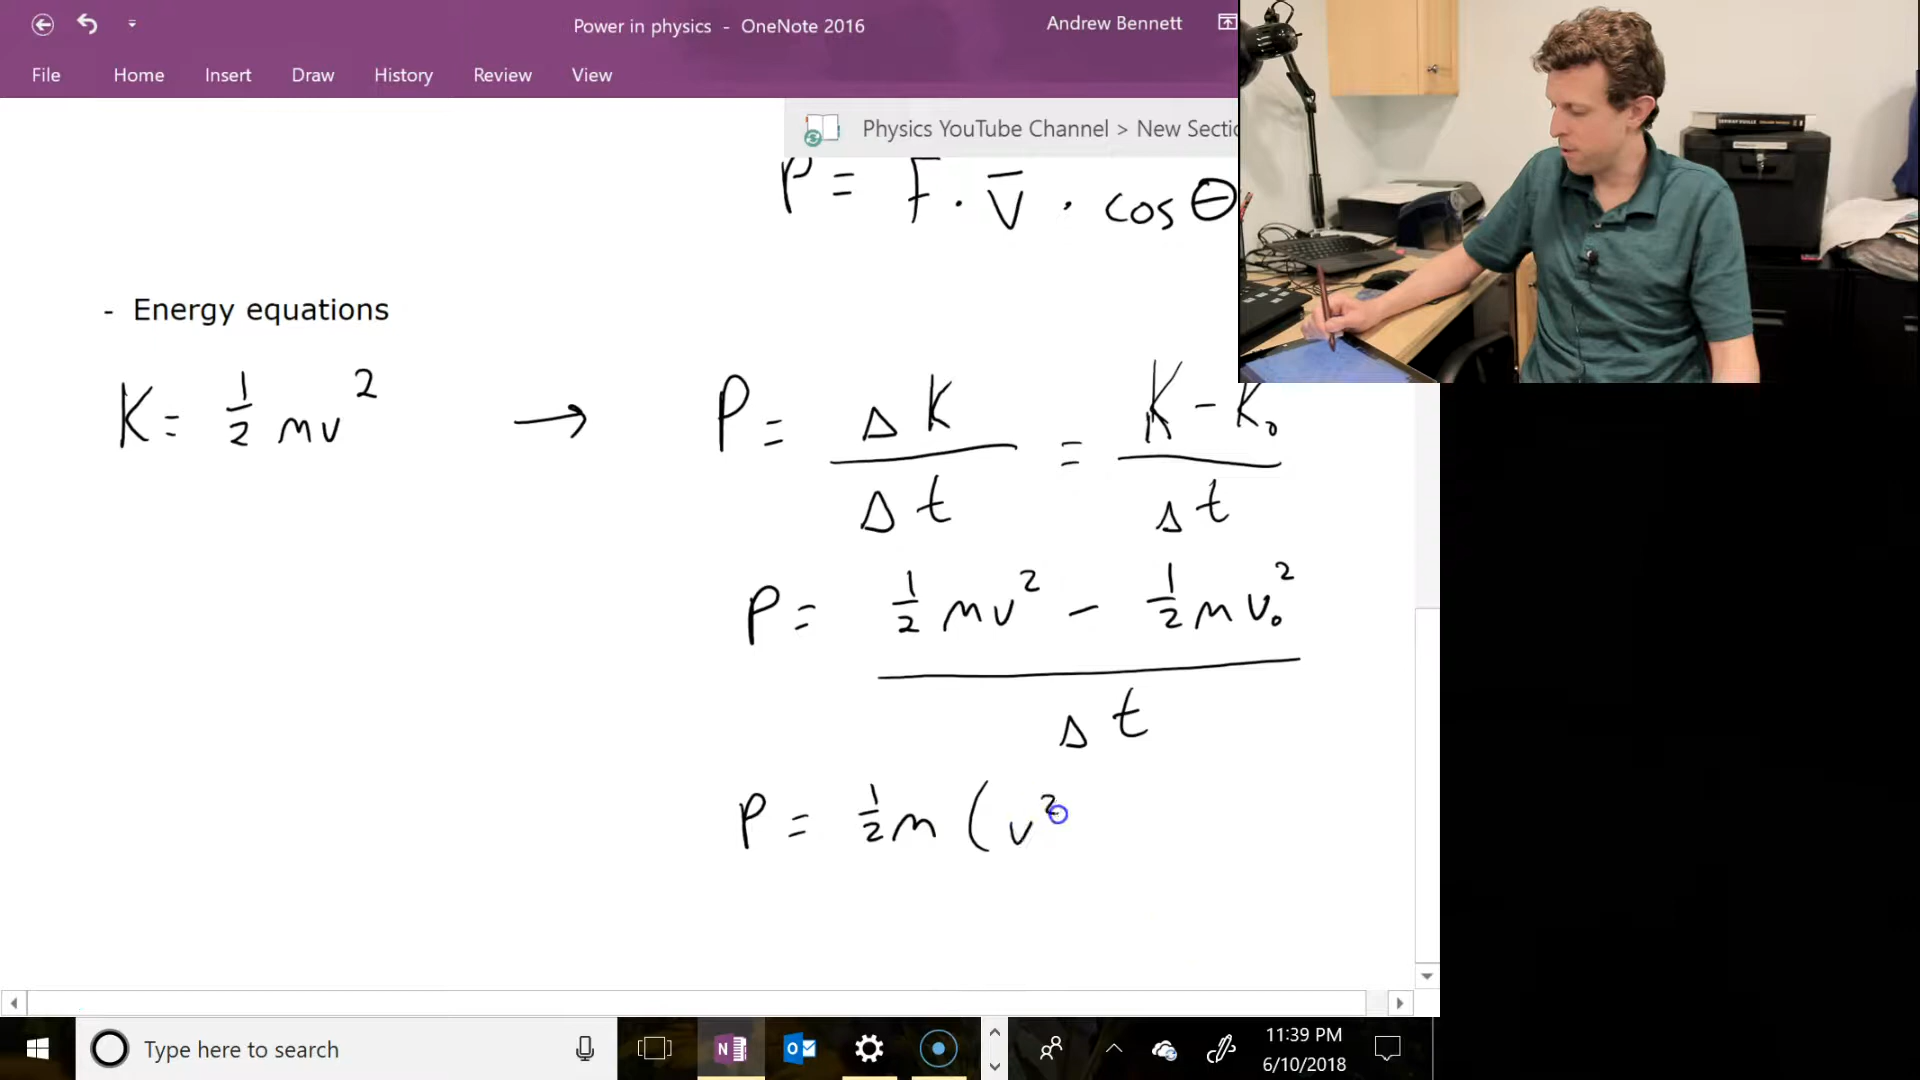 Power in physics - OneNote 2016
Andrew Bennett
File Home Insert Draw History Review View
Physics YouTube Channel > New Secti
P = F · v̅ · cos θ
- Energy equations
K = ½ mv² → P = ΔK / Δt = K - K₀ / Δt
P = ½ mv² - ½ mv₀² / Δt
P = ½ m ( v²
Type here to search
11:39 PM
6/10/2018